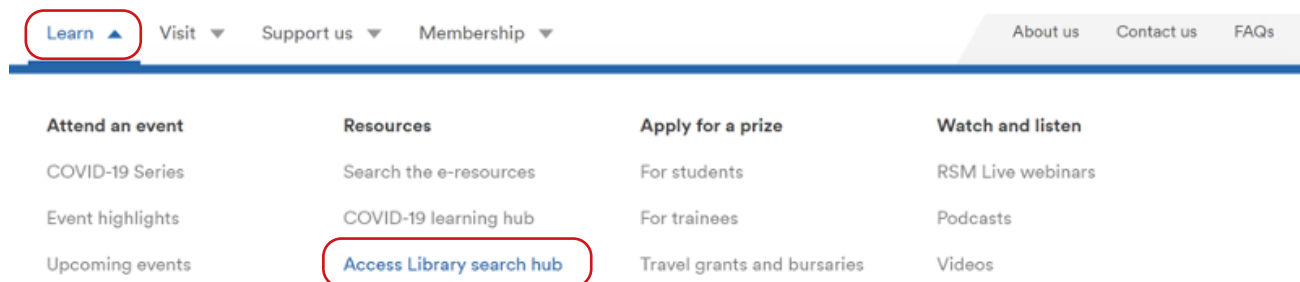 Learn Visit Support us Membership About us Contact us FAQs
Attend an event Resources Apply for a prize Watch and listen
COVID-19 Series Search the e-resources For students RSM Live webinars
Event highlights COVID-19 learning hub For trainees Podcasts
Upcoming events Access Library search hub Travel grants and bursaries Videos